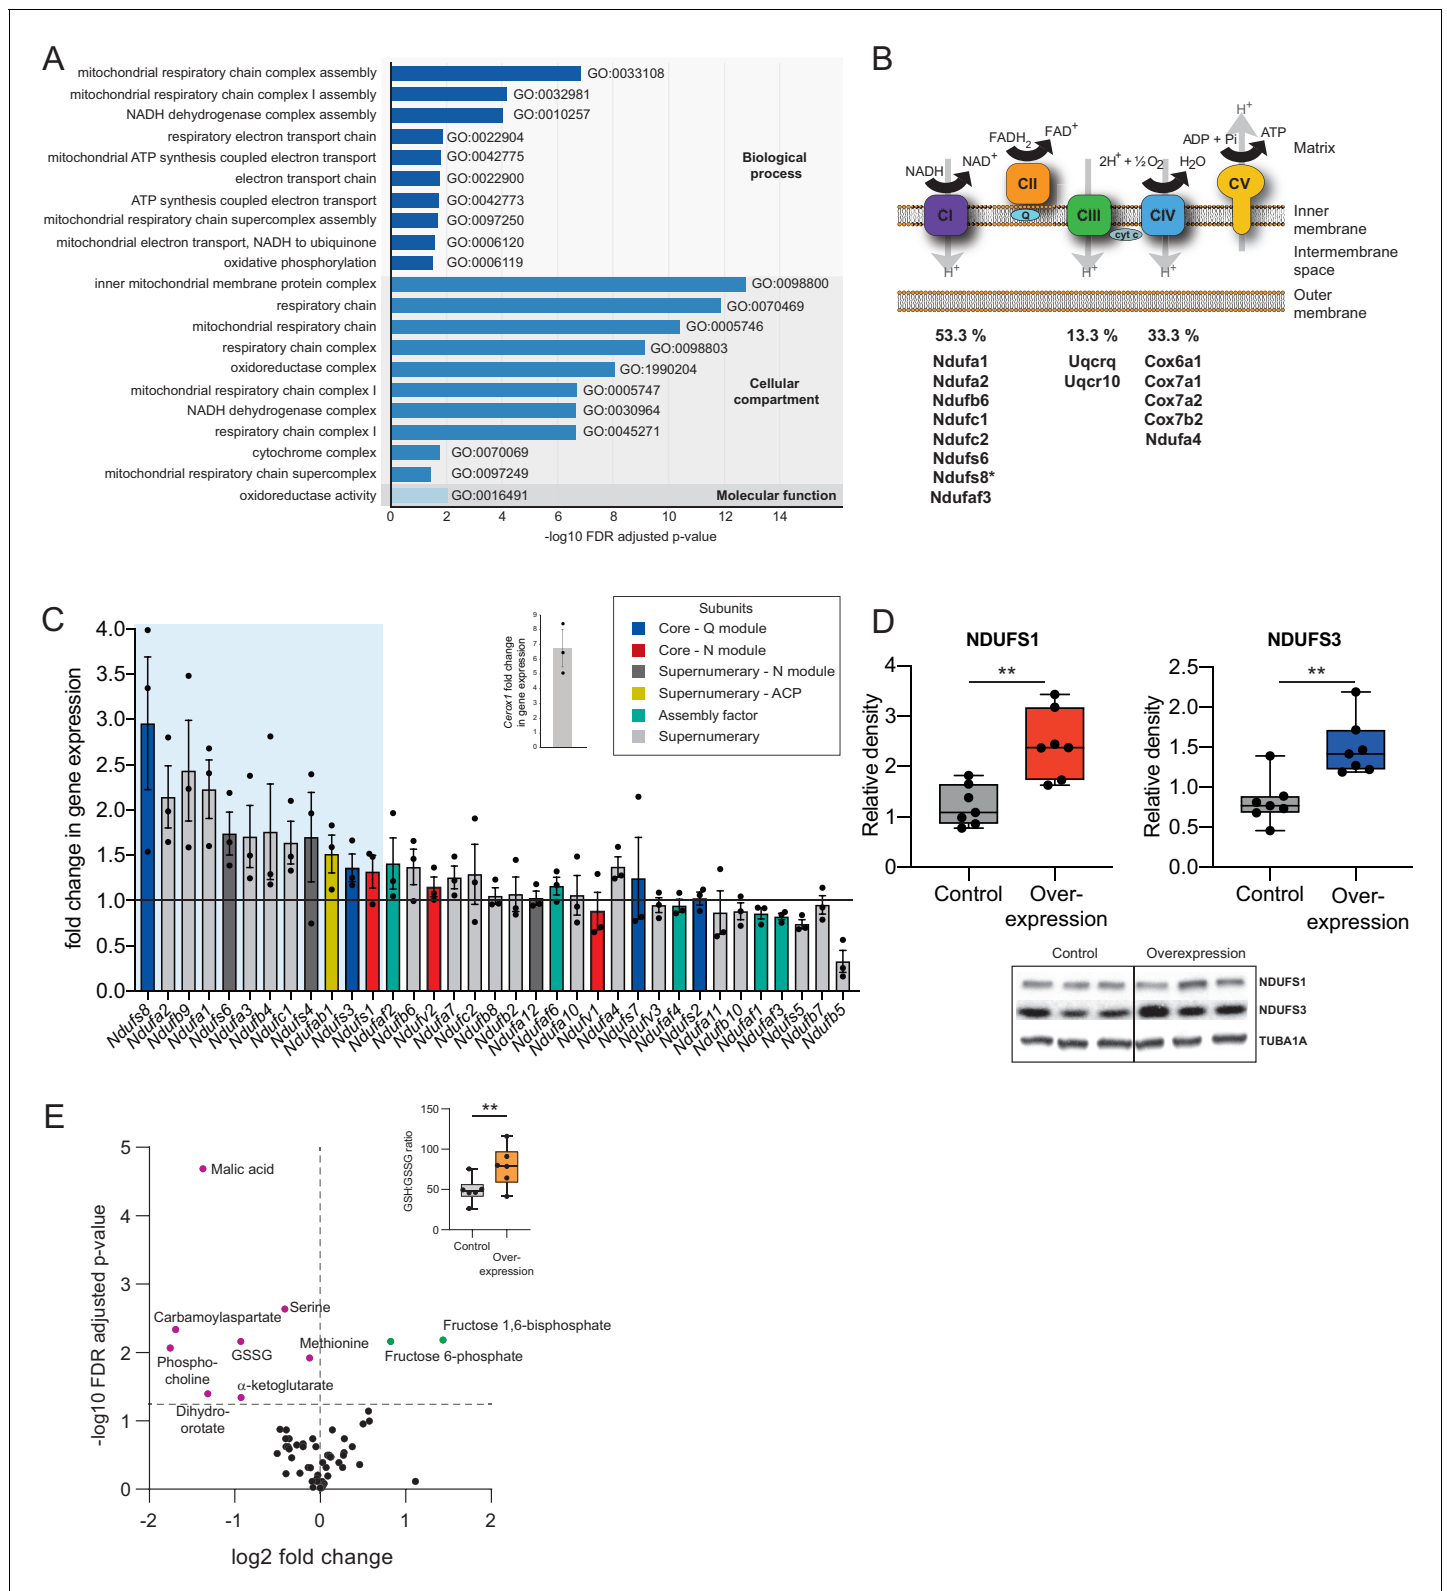 A
mitochondrial respiratory chain complex assembly GO:0033108
mitochondrial respiratory chain complex I assembly GO:0032981
NADH dehydrogenase complex assembly GO:0010257
respiratory electron transport chain GO:0022904
mitochondrial ATP synthesis coupled electron transport GO:0042775
electron transport chain GO:0022900
ATP synthesis coupled electron transport GO:0042773
mitochondrial respiratory chain supercomplex assembly GO:0097250
mitochondrial electron transport, NADH to ubiquinone GO:0006120
oxidative phosphorylation GO:0006119
Biological
process
inner mitochondrial membrane protein complex GO:0098800
respiratory chain GO:0070469
mitochondrial respiratory chain GO:0005746
respiratory chain complex GO:0098803
oxidoreductase complex GO:1990204
mitochondrial respiratory chain complex I GO:0005747
NADH dehydrogenase complex GO:0030964
respiratory chain complex I GO:0045271
cytochrome complex GO:0070069
mitochondrial respiratory chain supercomplex GO:0097249
Cellular
compartment
oxidoreductase activity GO:0016491 Molecular function
0 2 4 6 8 10 12 14
-log10 FDR adjusted p-value
B
H+
FADH2 FAD+
ADP + Pi ATP
NADH NAD+
2H+ + ½O2 H2O
Matrix
CI CII CIII CIV CV
Q
cyt c
H+ H+ H+
Inner
membrane
Intermembrane
space
Outer
membrane
53.3 % 13.3 % 33.3 %
Ndufa1 Uqcrq Cox6a1
Ndufa2 Uqcr10 Cox7a1
Ndufb6 Cox7a2
Ndufc1 Cox7b2
Ndufc2 Ndufa4
Ndufs6
Ndufs8*
Ndufaf3
C
fold change in gene expression
4.0
3.5
3.0
2.5
2.0
1.5
1.0
0.5
0.0
Cerox1 fold change
in gene expression
9
8
7
6
5
4
3
2
1
0
Subunits
Core - Q module
Core - N module
Supernumerary - N module
Supernumerary - ACP
Assembly factor
Supernumerary
Ndufs8 Ndufa2 Ndufb9 Ndufa1 Ndufs6 Ndufa3 Ndufb4 Ndufc1 Ndufs4 Ndufab1 Ndufs3 Ndufs1 Ndufaf2 Ndufb6 Ndufv2 Ndufa7 Ndufc2 Ndufb8 Ndufb2 Ndufa12 Ndufaf6 Ndufa10 Ndufv1 Ndufa4 Ndufs7 Ndufv3 Ndufaf4 Ndufs2 Ndufa11 Ndufb10 Ndufaf1 Ndufaf3 Ndufs5 Ndufb7 Ndufb5
D
NDUFS1
Relative density
4
3
2
1
0
**
Control Over-
expression
NDUFS3
Relative density
2.5
2.0
1.5
1.0
0.5
0.0
**
Control Over-
expression
Control Overexpression
NDUFS1
NDUFS3
TUBA1A
E
-log10 FDR adjusted p-value
5
4
3
2
1
0
Malic acid
Serine
Carbamoylaspartate
Methionine
GSSG
Phospho-
choline
α-ketoglutarate
Dihydro-
orotate
Fructose 1,6-bisphosphate
Fructose 6-phosphate
-2 -1 0 1 2
log2 fold change
GSH:GSSG ratio
150
100
50
0
**
Control
Over-
expression